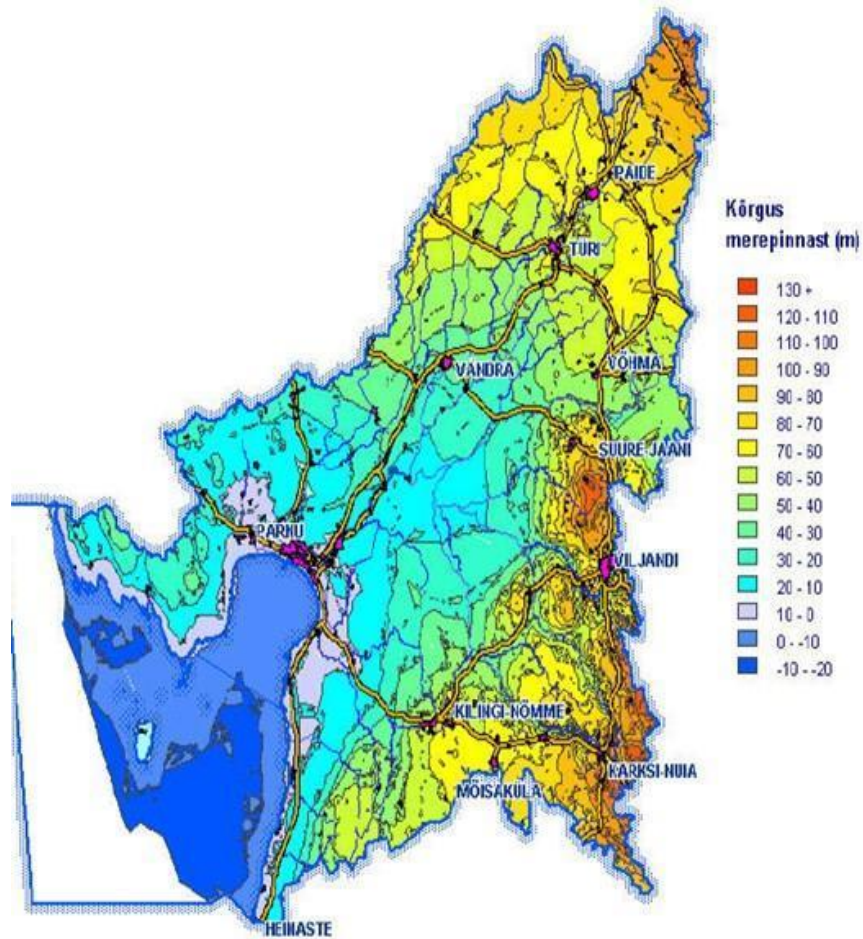 PAIDE
TÜRI
Kõrgus
merepinnast (m)
130 +
120 - 110
110 - 100
100 - 90
90 - 80
80 - 70
70 - 60
60 - 50
50 - 40
40 - 30
30 - 20
20 - 10
10 - 0
0 - -10
-10 - -20
VÄNDRA
VÕHMA
SUURE-JAANI
PÄRNU
VILJANDI
KILINGI-NÕMME
KARKSI-NUIA
MÕISAKÜLA
HEINASTE